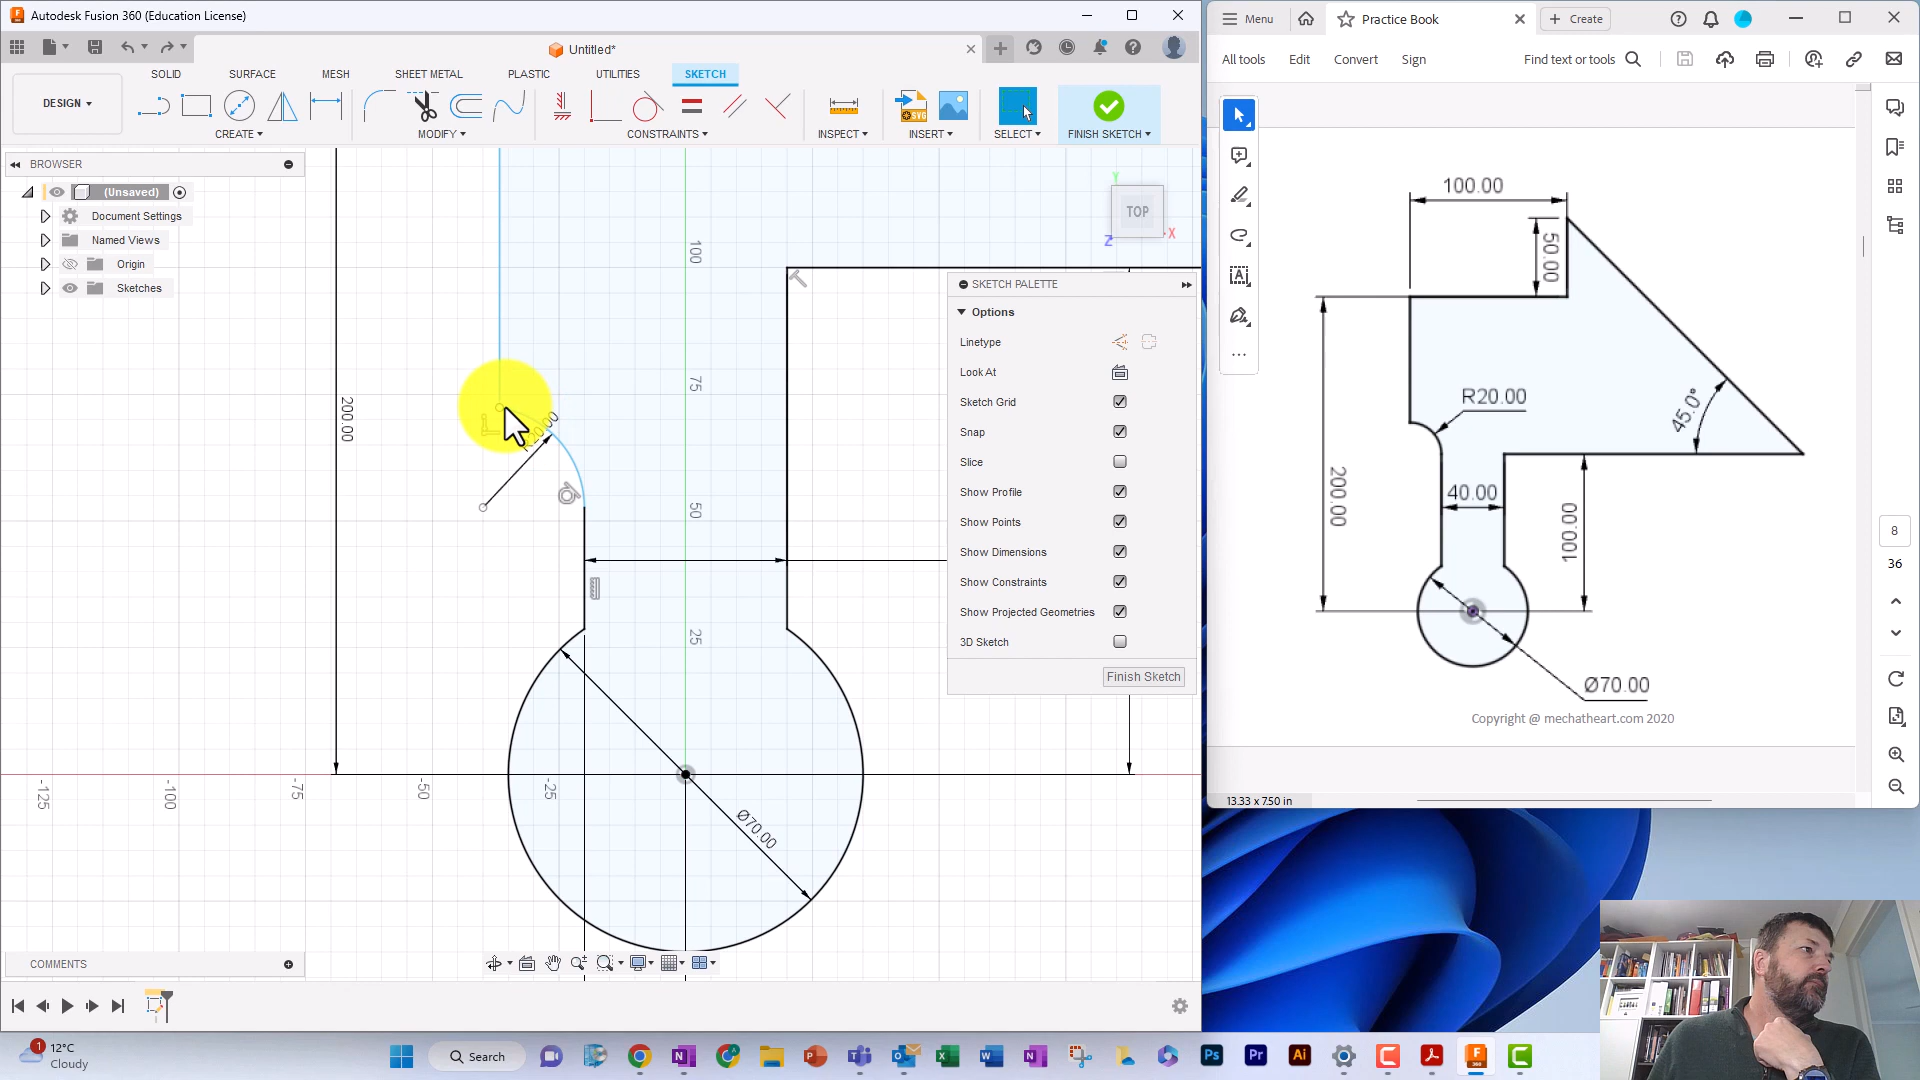 Autodesk Fusion 360 (Education License)
Untitled*
SOLID SURFACE MESH SHEET METAL PLASTIC UTILITIES SKETCH
DESIGN
CREATE MODIFY CONSTRAINTS INSPECT INSERT SELECT FINISH SKETCH
SVG
BROWSER
(Unsaved)
Document Settings
Named Views
Origin
Sketches
TOP
Y
X
Z
100
75
50
25
200.00
Ø70.00
-125
-100
-75
-50
-25
SKETCH PALETTE
Options
Linetype
Look At
Sketch Grid
Snap
Slice
Show Profile
Show Points
Show Dimensions
Show Constraints
Show Projected Geometries
3D Sketch
Finish Sketch
COMMENTS
Menu
Practice Book
Create
All tools Edit Convert Sign Find text or tools
100.00
50.00
R20.00
45.0°
200.00
40.00
100.00
Ø70.00
Copyright @ mechatheart.com 2020
8
36
13.33 x 7.50 in
1
12°C
Cloudy
Search
Ps
Pr
Ai
F
360